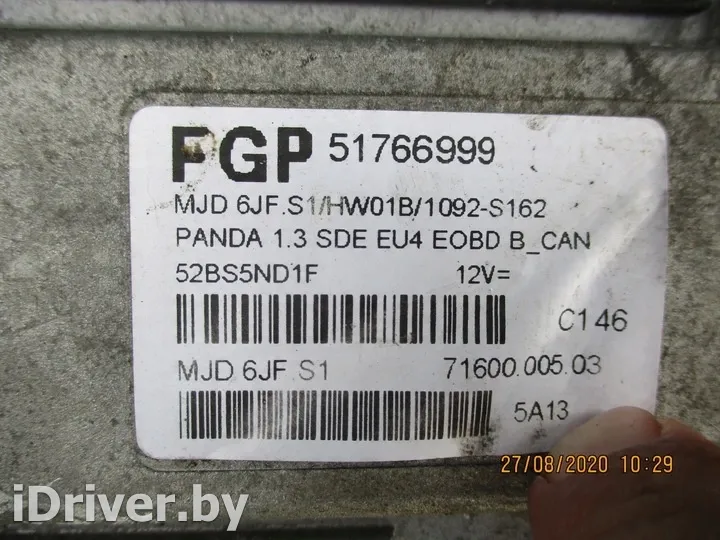 FGP 51766999
MJD 6JF.S1/HW01B/1092-S162
PANDA 1.3 SDE EU4 EOBD B_CAN
52BS5ND1F 12V=
C146
MJD 6JF.S1 71600.005.03
5A13
27/08/2020 10:29
iDriver.by